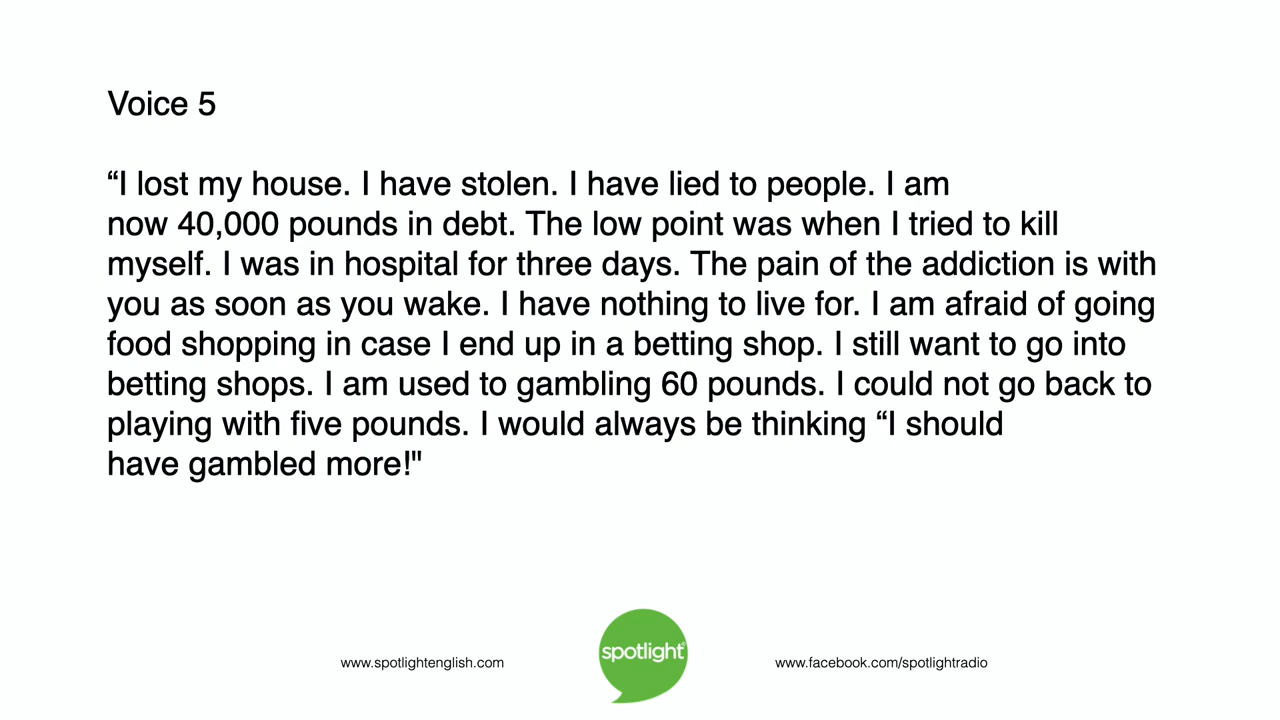 Voice 5
“I lost my house. I have stolen. I have lied to people. I am
now 40,000 pounds in debt. The low point was when I tried to kill
myself. I was in hospital for three days. The pain of the addiction is with
you as soon as you wake. I have nothing to live for. I am afraid of going
food shopping in case I end up in a betting shop. I still want to go into
betting shops. I am used to gambling 60 pounds. I could not go back to
playing with five pounds. I would always be thinking “I should
have gambled more!"
www.spotlightenglish.com
spotlight®
www.facebook.com/spotlightradio